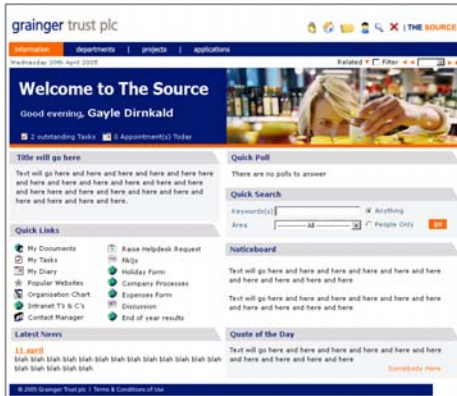 grainger trust plc
| THE SOURCE
information departments | projects | applications
Wednesday 20th April 2005
Related Filter
Welcome to The Source
Good evening, Gayle Dirnkald
2 outstanding Tasks 0 Appointment(s) Today
Title will go here
Text will go here and here and here and here and here here
and here and here and here and here and here and here
here and here and here and here and here and here and
here and here and here.
Quick Links
My Documents
My Tasks
My Diary
Popular Websites
Organisation Chart
Intranet T's & C's
Contact Manager
Raise Helpdesk Request
FAQs
Holiday Form
Company Processes
Expenses Form
Discussion
End of year results
Latest News
11 april
blah blah blah blah blah blah blah blah blah blah blah blah
blah blah blah blah
Quick Poll
There are no polls to answer
Quick Search
Keywords(s) Anything
Area All People Only go
Noticeboard
Text will go here and here and here and here and here
and here and here
Text will go here and here and here and here and here
and here and here
Quote of the Day
Text will go here and here and here and here and here
and here and here and here
Somebody Here
© 2005 Grainger Trust plc | Terms & Conditions of Use